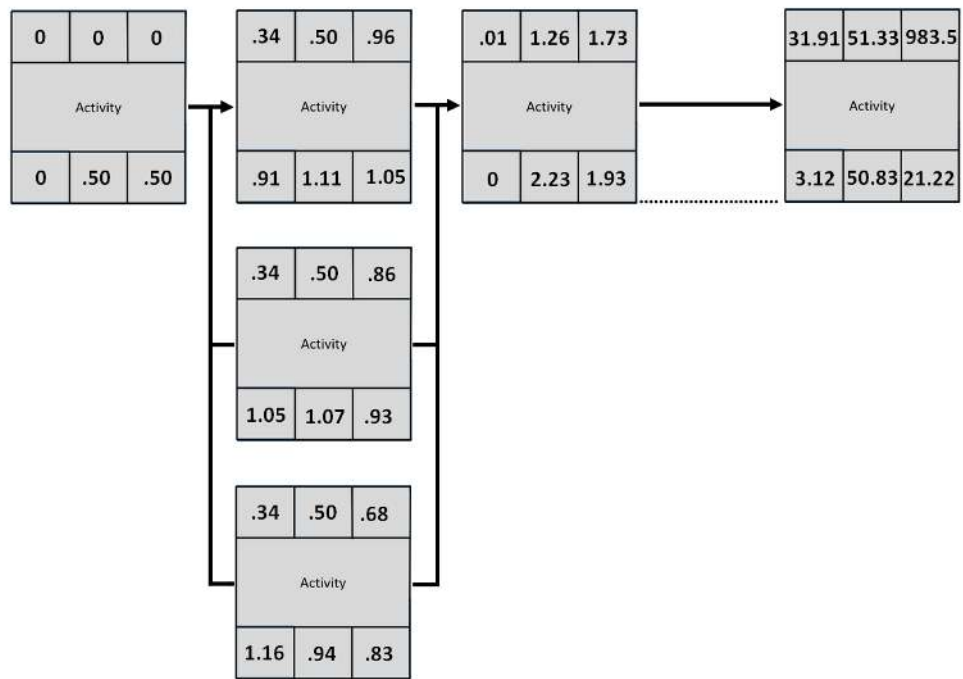 0 0 0 .34 .50 .96 .01 1.26 1.73 31.91 51.33 983.5
Activity Activity Activity Activity
0 .50 .50 .91 1.11 1.05 0 2.23 1.93 3.12 50.83 21.22
.34 .50 .86
Activity
1.05 1.07 .93
.34 .50 .68
Activity
1.16 .94 .83